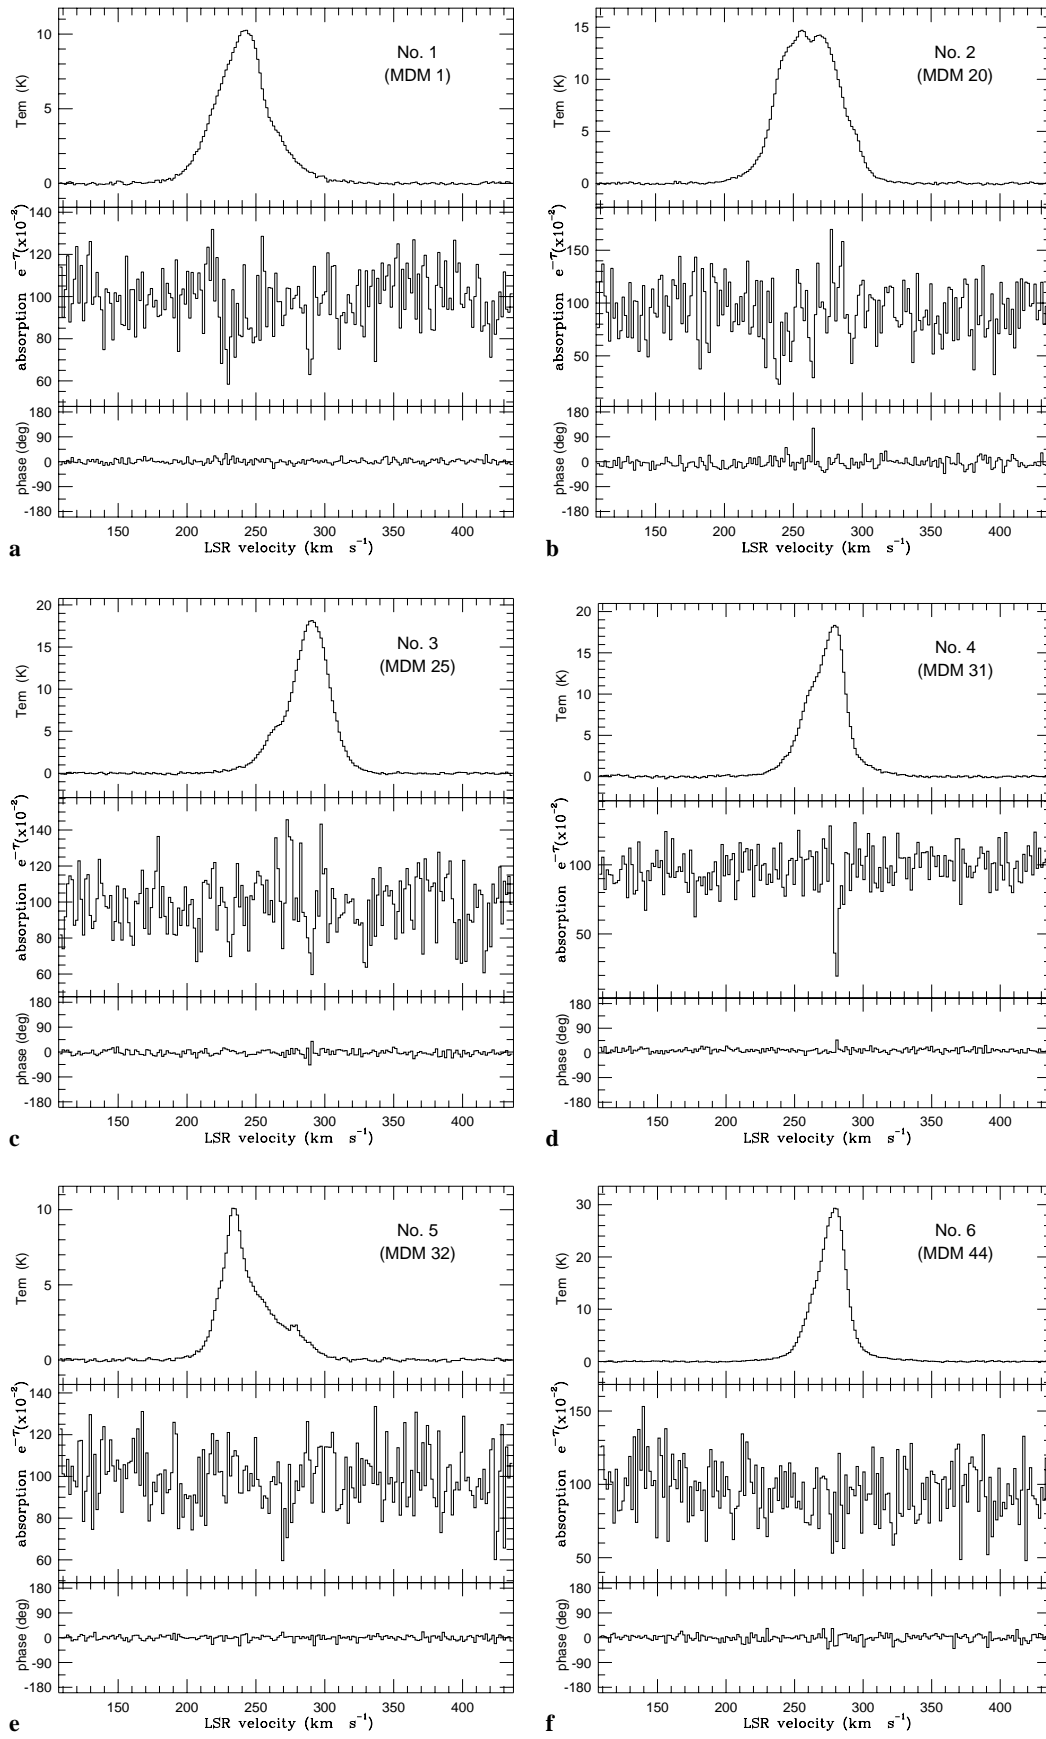 10
5
0
Tem (K)
No. 1
(MDM 1)
140
120
100
80
60
absorption e⁻ᵀ(x10⁻²)
180
90
0
-90
-180
phase (deg)
150 200 250 300 350 400
LSR velocity (km s⁻¹)
a
15
10
5
0
Tem (K)
No. 2
(MDM 20)
150
100
50
absorption e⁻ᵀ(x10⁻²)
180
90
0
-90
-180
phase (deg)
150 200 250 300 350 400
LSR velocity (km s⁻¹)
b
20
15
10
5
0
Tem (K)
No. 3
(MDM 25)
140
120
100
80
60
absorption e⁻ᵀ(x10⁻²)
180
90
0
-90
-180
phase (deg)
150 200 250 300 350 400
LSR velocity (km s⁻¹)
c
20
15
10
5
0
Tem (K)
No. 4
(MDM 31)
100
50
absorption e⁻ᵀ(x10⁻²)
180
90
0
-90
-180
phase (deg)
150 200 250 300 350 400
LSR velocity (km s⁻¹)
d
10
5
0
Tem (K)
No. 5
(MDM 32)
140
120
100
80
60
absorption e⁻ᵀ(x10⁻²)
180
90
0
-90
-180
phase (deg)
150 200 250 300 350 400
LSR velocity (km s⁻¹)
e
30
20
10
0
Tem (K)
No. 6
(MDM 44)
150
100
50
absorption e⁻ᵀ(x10⁻²)
180
90
0
-90
-180
phase (deg)
150 200 250 300 350 400
LSR velocity (km s⁻¹)
f